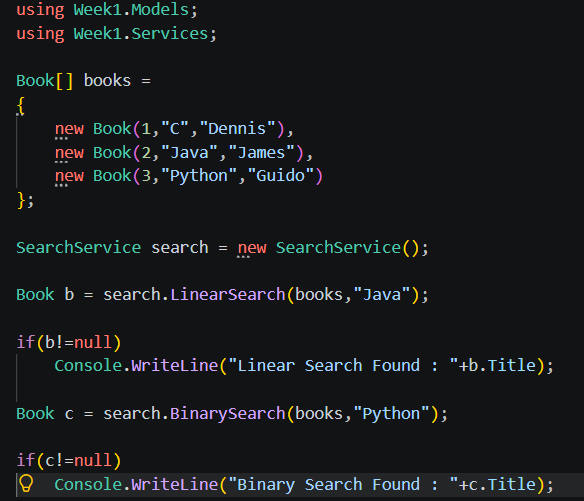 using Week1.Models;
using Week1.Services;
Book[] books =
{
new Book(1,"C","Dennis"),
new Book(2,"Java","James"),
new Book(3,"Python","Guido")
};
SearchService search = new SearchService();
Book b = search.LinearSearch(books,"Java");
if(b!=null)
Console.WriteLine("Linear Search Found : "+b.Title);
Book c = search.BinarySearch(books,"Python");
if(c!=null)
Console.WriteLine("Binary Search Found : "+c.Title);